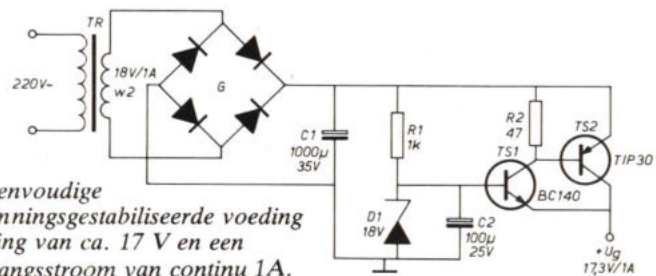 TR
220V~
18V/1A
w2
G
C1
1000µ
35V
R1
1k
D1
18V
C2
100µ
25V
R2
47
TS1
BC140
TS2
TIP30
+Ug
17,3V/1A
envoudige
nningsgestabiliseerde voeding
ing van ca. 17 V en een
angsstroom van continu 1A.